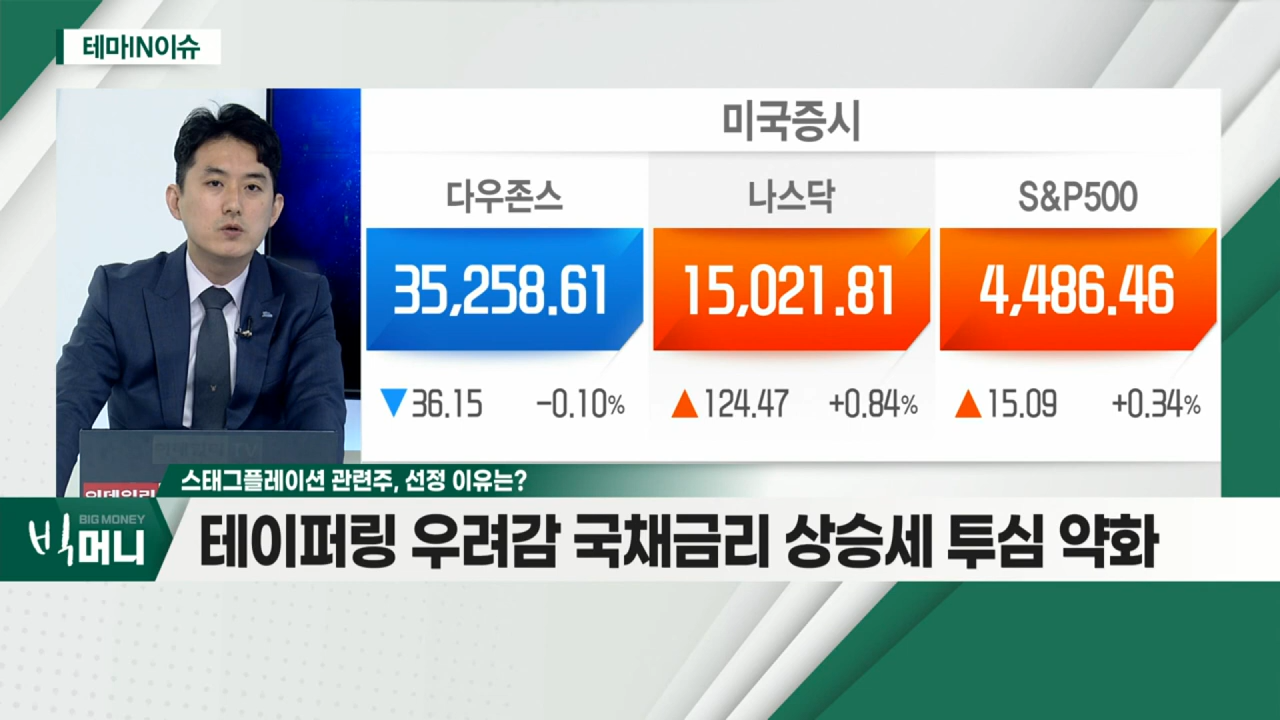 테마IN이슈
미국증시
다우존스
나스닥
S&P500
35,258.61
15,021.81
4,486.46
▼36.15 -0.10%
▲124.47 +0.84%
▲15.09 +0.34%
스태그플레이션 관련주, 선정 이유는?
BIG MONEY
빅머니
테이퍼링 우려감 국채금리 상승세 투심 약화